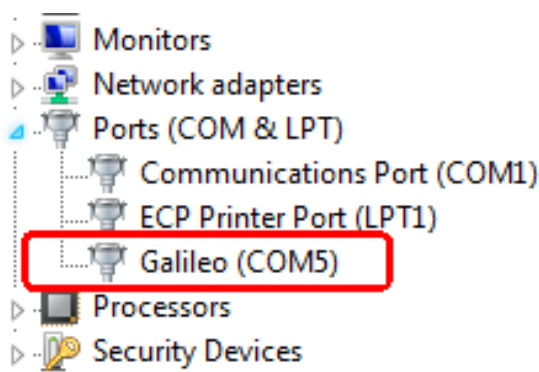 Monitors
Network adapters
Ports (COM & LPT)
Communications Port (COM1)
ECP Printer Port (LPT1)
Galileo (COM5)
Processors
Security Devices